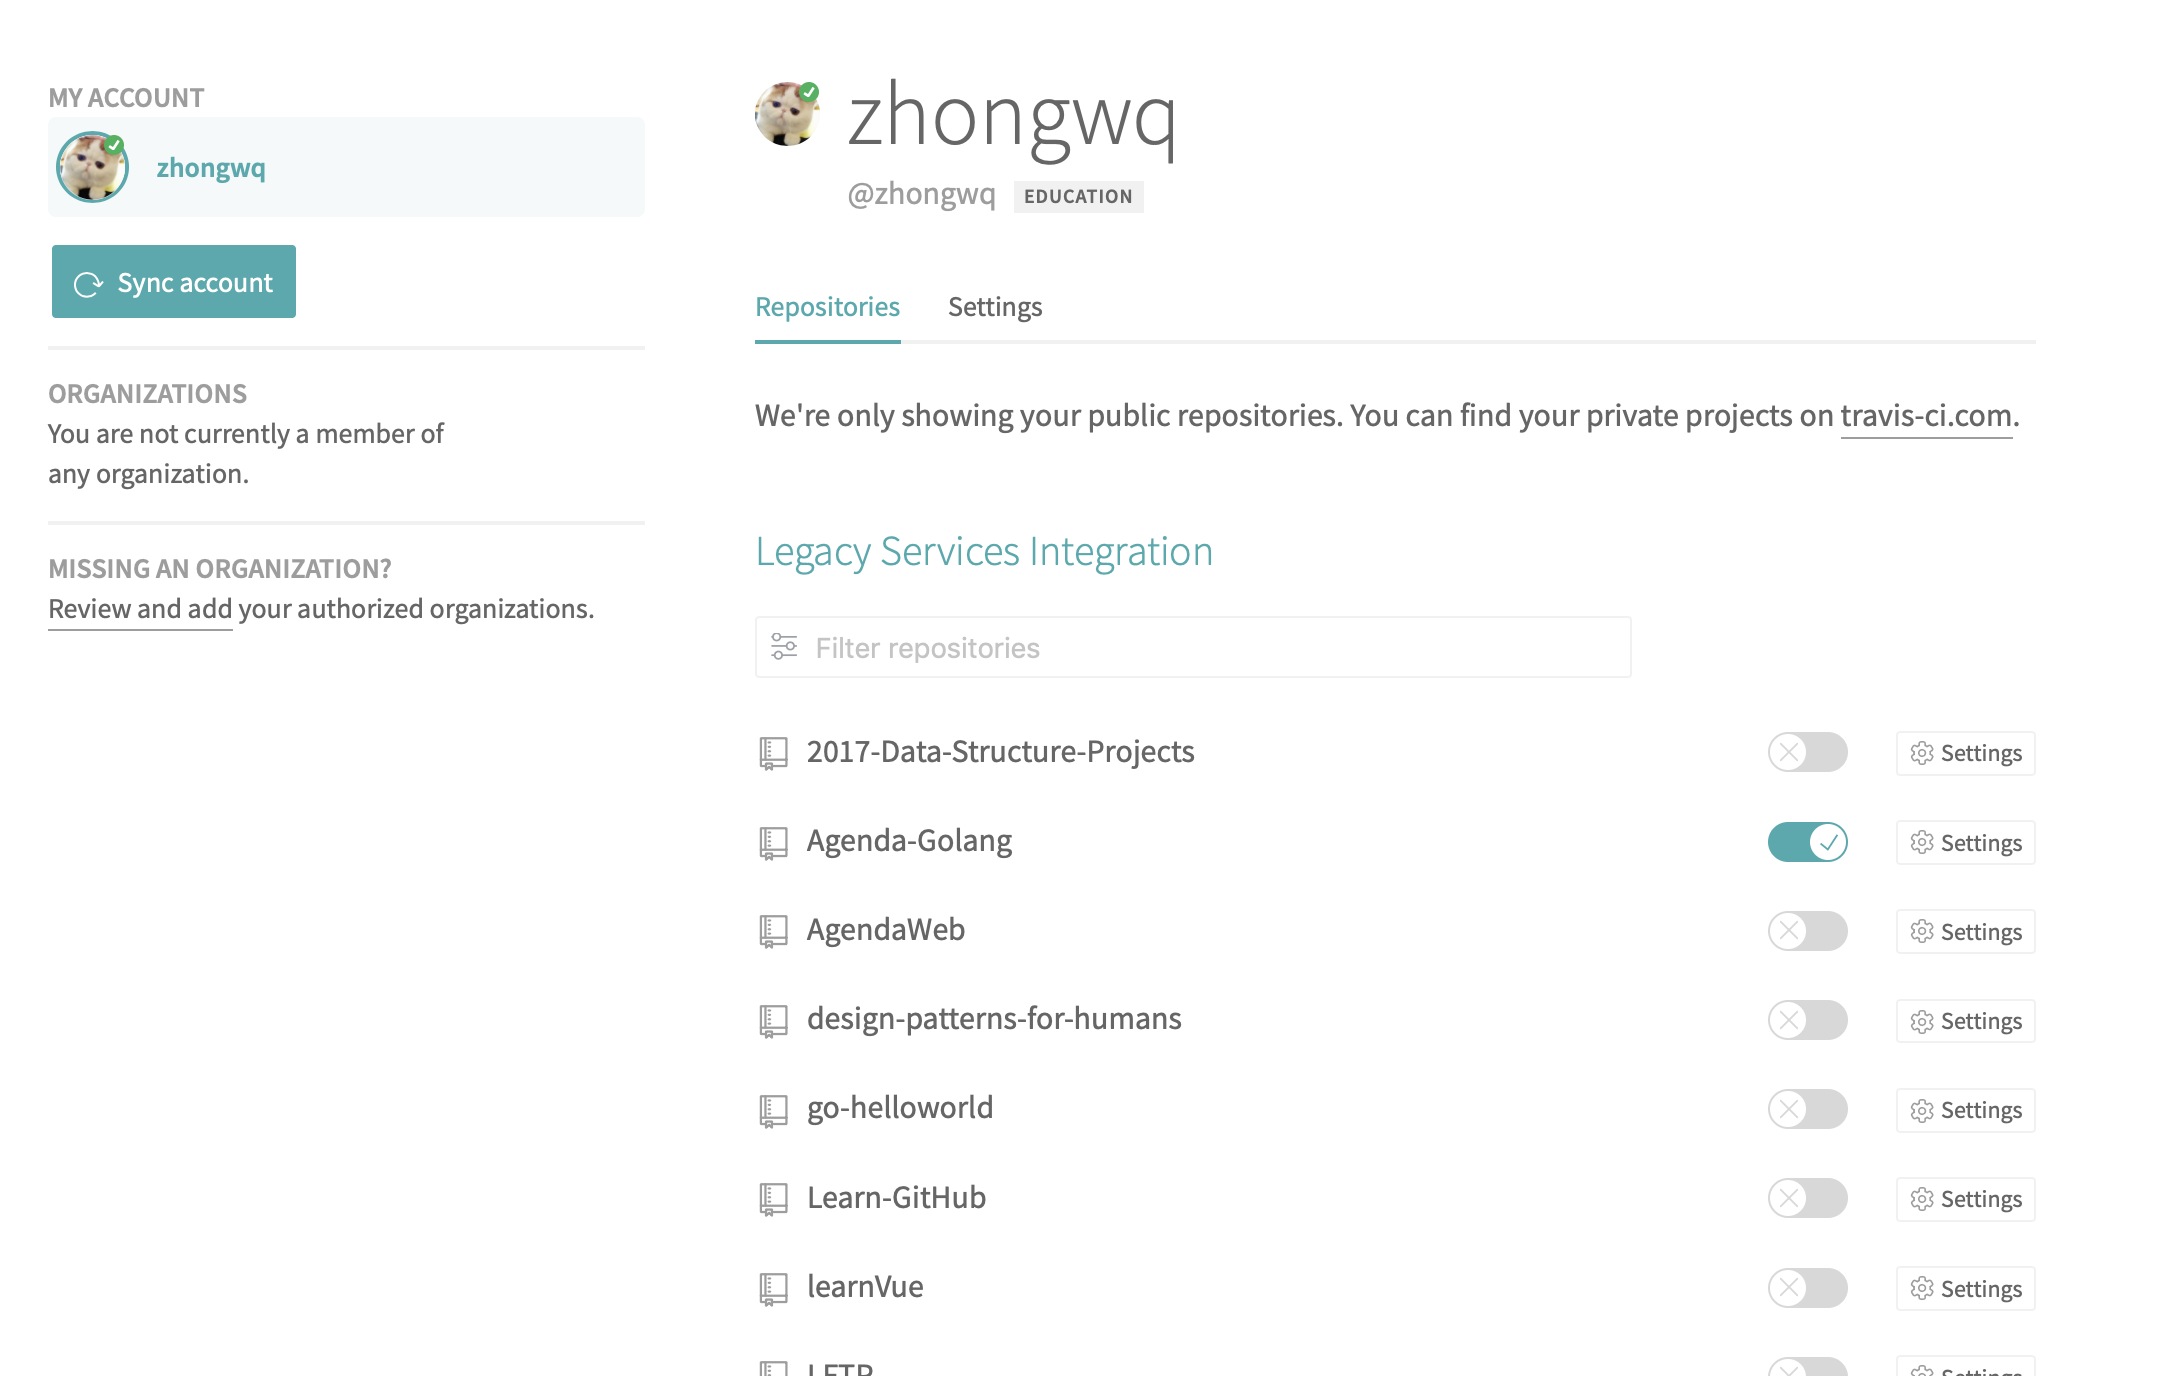 MY ACCOUNT
zhongwq
Sync account
ORGANIZATIONS
You are not currently a member of
any organization.
MISSING AN ORGANIZATION?
Review and add your authorized organizations.
zhongwq
@zhongwq EDUCATION
Repositories Settings
We're only showing your public repositories. You can find your private projects on travis-ci.com.
Legacy Services Integration
Filter repositories
2017-Data-Structure-Projects Settings
Agenda-Golang Settings
AgendaWeb Settings
design-patterns-for-humans Settings
go-helloworld Settings
Learn-GitHub Settings
learnVue Settings
Settings